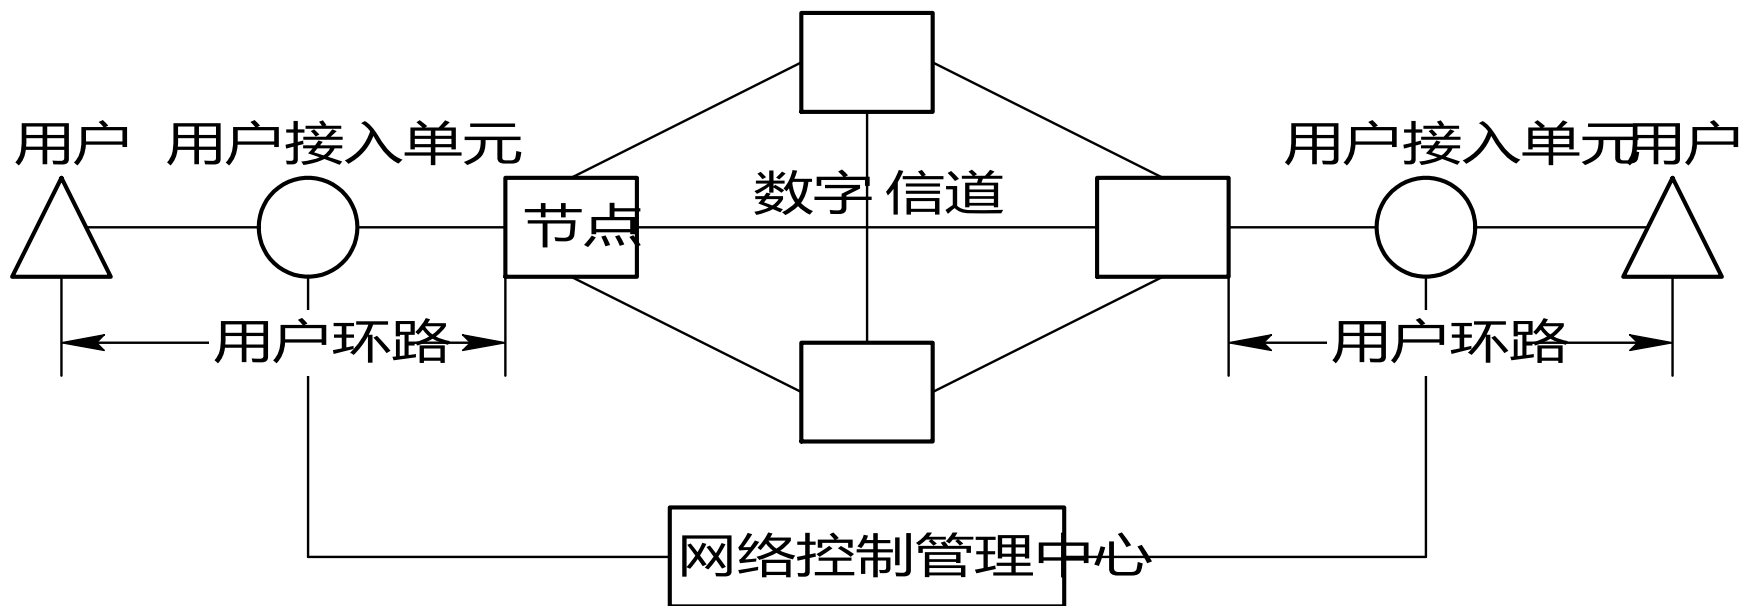 用户
用户接入单元
用户接入单元
用户
数字信道
节点
用户环路
用户环路
网络控制管理中心